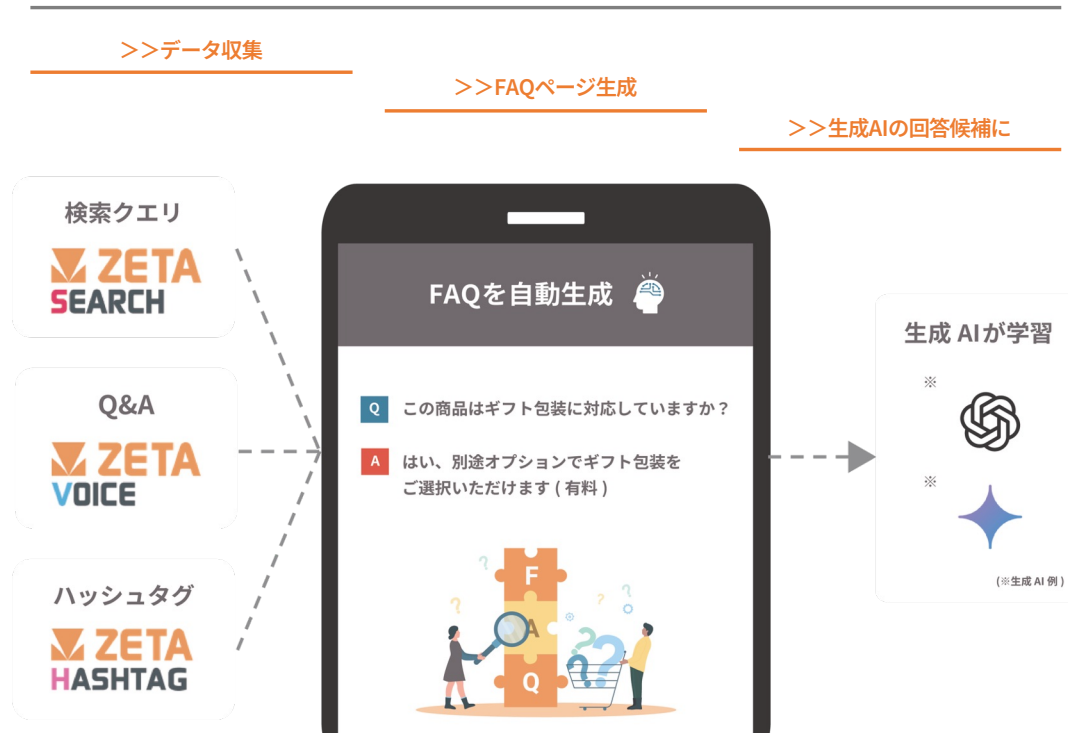 >>データ収集
>>FAQページ生成
>>生成AIの回答候補に
検索クエリ
ZETA
SEARCH
Q&A
ZETA
VOICE
ハッシュタグ
ZETA
HASHTAG
FAQを自動生成
Q この商品はギフト包装に対応していますか？
A はい、別途オプションでギフト包装を
ご選択いただけます ( 有料 )
F
A
Q
生成 AIが学習
※
※
(※生成 AI 例 )